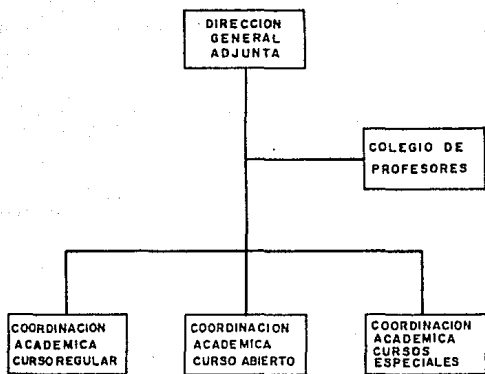 DIRECCION
GENERAL
ADJUNTA
COLEGIO DE
PROFESORES
COORDINACION
ACADEMICA
CURSO REGULAR
COORDINACION
ACADEMICA
CURSO ABIERTO
COORDINACION
ACADEMICA
CURSOS
ESPECIALES